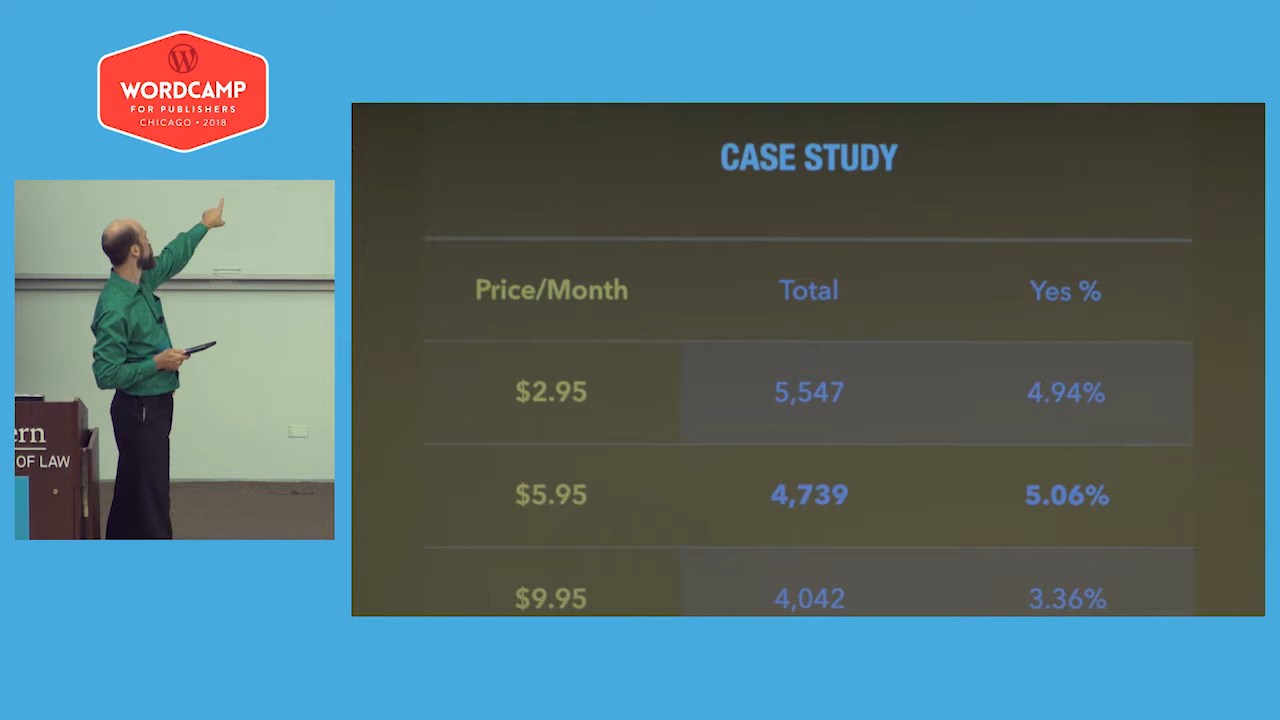 WORDCAMP
FOR PUBLISHERS
CHICAGO • 2018
CASE STUDY
Price/Month Total Yes %
$2.95 5,547 4.94%
$5.95 4,739 5.06%
$9.95 4,042 3.36%
ern
OF LAW